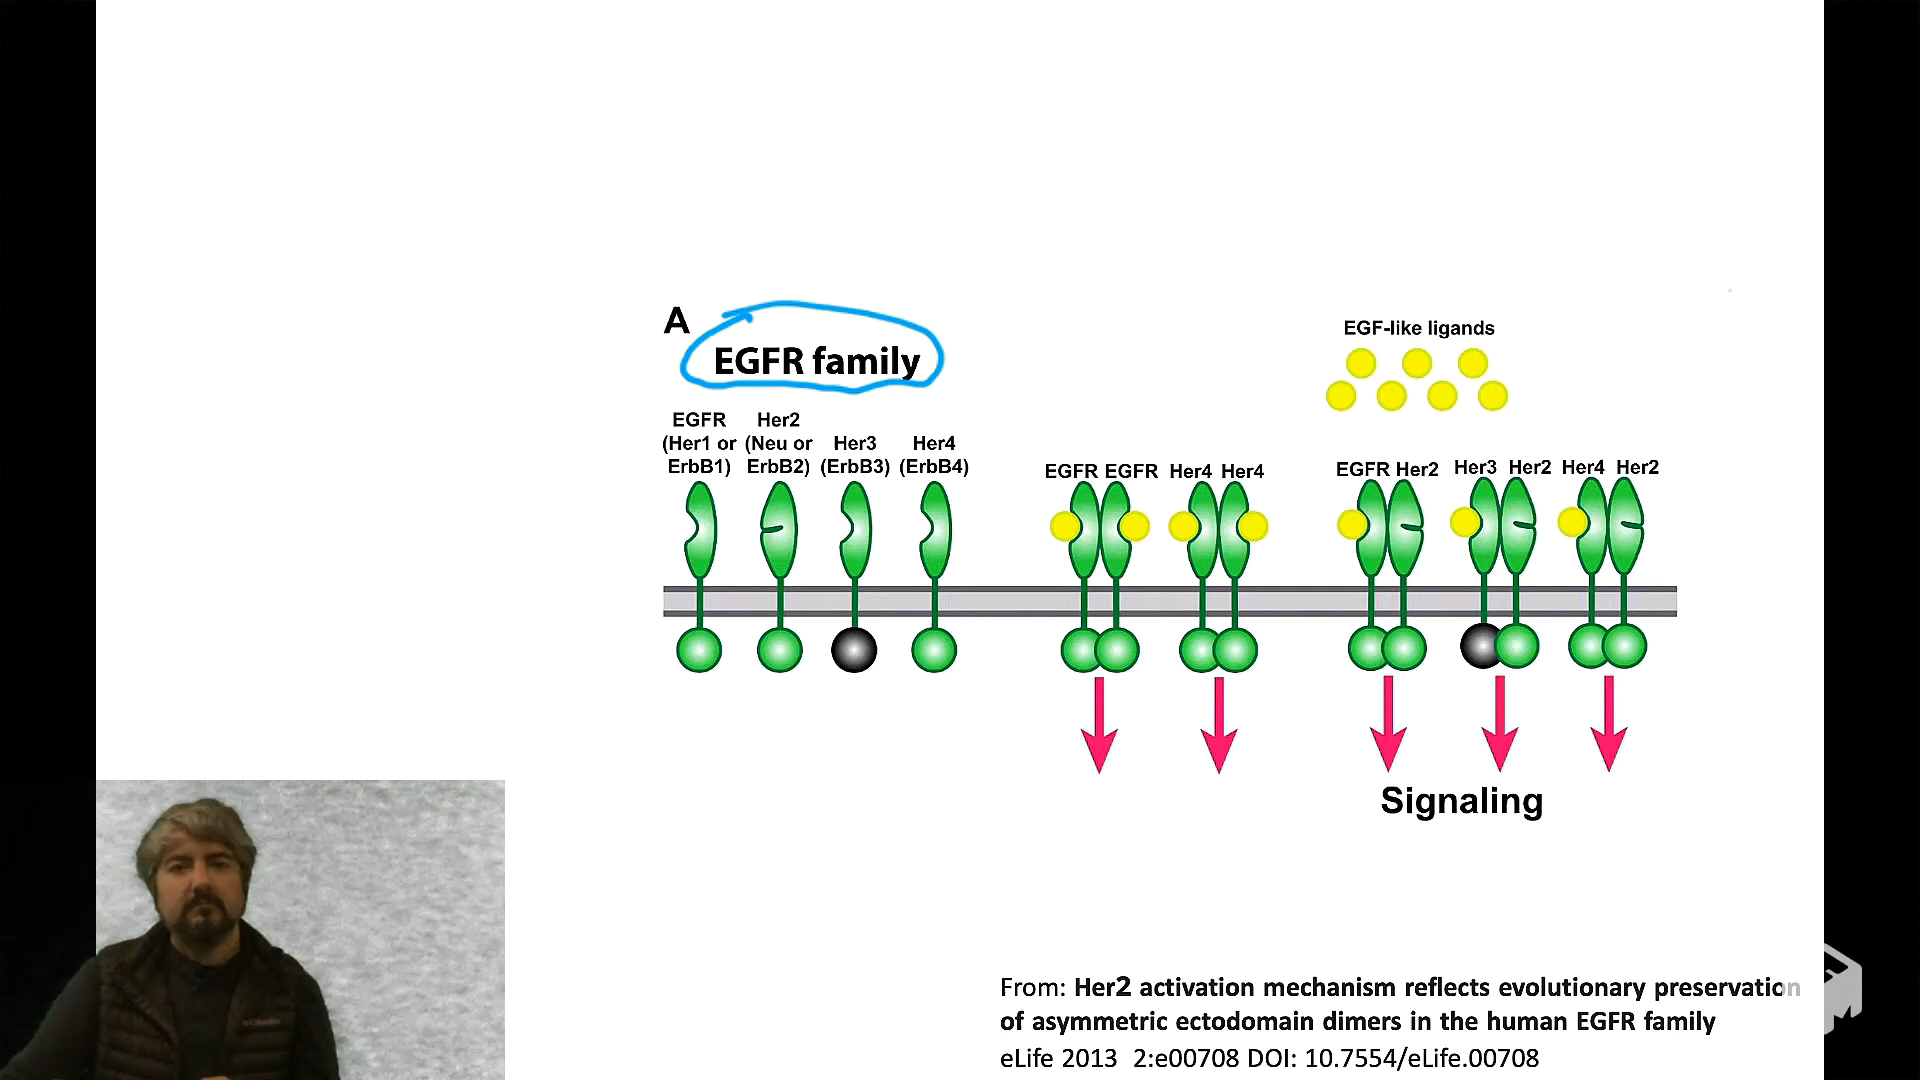 A
EGFR family
EGF-like ligands
EGFR
(Her1 or
ErbB1)
Her2
(Neu or
ErbB2)
Her3
(ErbB3)
Her4
(ErbB4)
EGFR EGFR
Her4 Her4
EGFR Her2
Her3 Her2
Her4 Her2
Signaling
From: Her2 activation mechanism reflects evolutionary preservation
of asymmetric ectodomain dimers in the human EGFR family
eLife 2013 2:e00708 DOI: 10.7554/eLife.00708